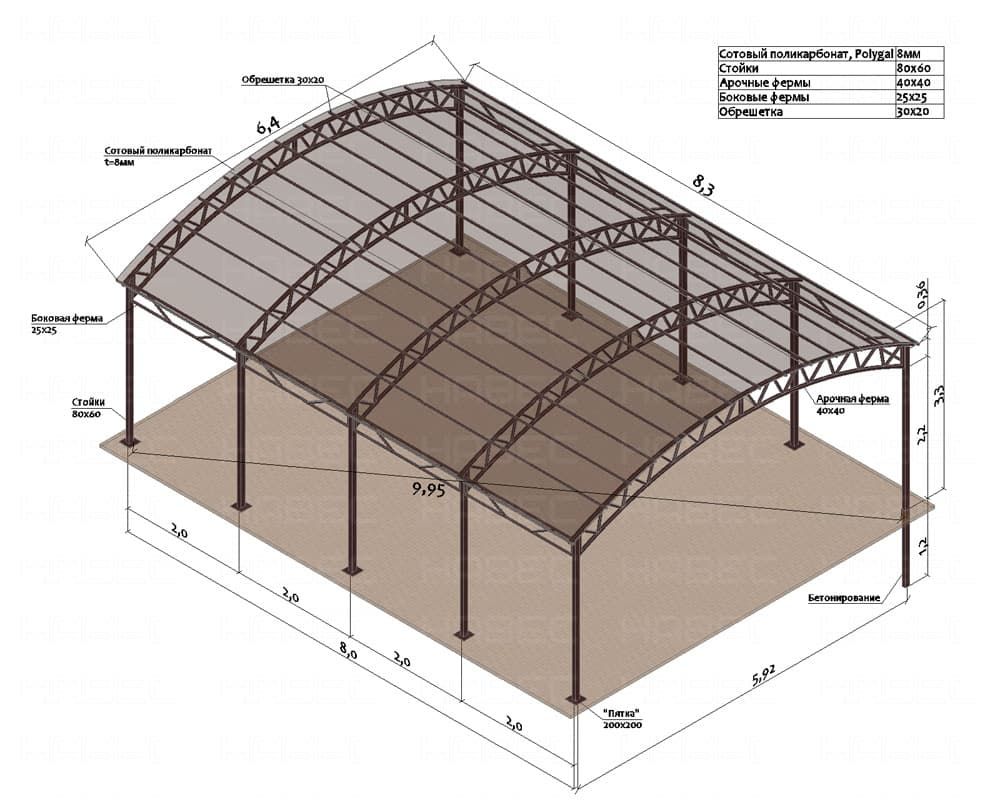 Сотовый поликарбонат, Polygal 8мм
Стойки 80х60
Арочные фермы 40х40
Боковые фермы 25х25
Обрешетка 30х20
Обрешетка 30х20
6,4
Сотовый поликарбонат
t=8мм
8,3
0,36
Боковая ферма
25х25
Стойки
80х60
Арочная ферма
40х40
3,3
2,2
9,95
1,2
2,0
2,0
8,0
2,0
2,0
Бетонирование
5,92
"Пятка"
200х200
НАВЕС